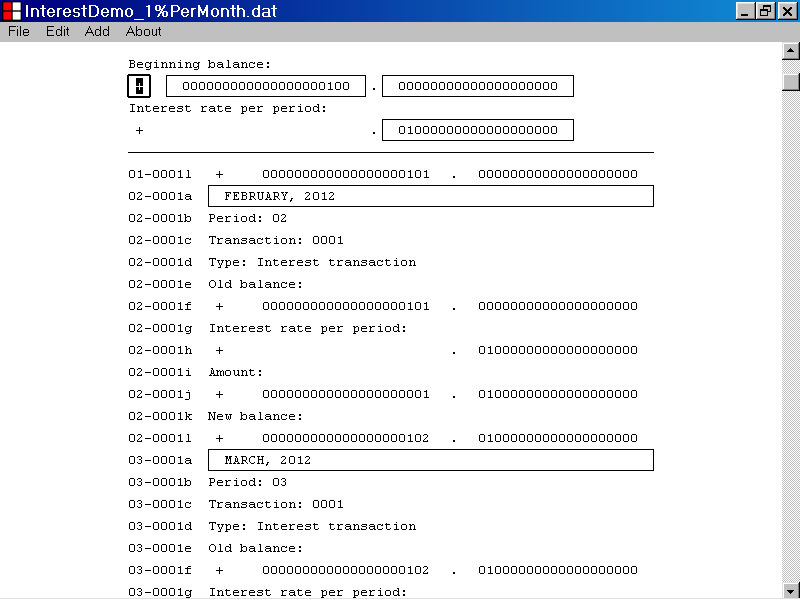 InterestDemo_1%PerMonth.dat
File Edit Add About
Beginning balance:
+ 000000000000000000100 . 00000000000000000000
Interest rate per period:
+ . 01000000000000000000
01-0001l + 000000000000000000101 . 00000000000000000000
02-0001a FEBRUARY, 2012
02-0001b Period: 02
02-0001c Transaction: 0001
02-0001d Type: Interest transaction
02-0001e Old balance:
02-0001f + 000000000000000000101 . 00000000000000000000
02-0001g Interest rate per period:
02-0001h + . 01000000000000000000
02-0001i Amount:
02-0001j + 000000000000000000001 . 01000000000000000000
02-0001k New balance:
02-0001l + 000000000000000000102 . 01000000000000000000
03-0001a MARCH, 2012
03-0001b Period: 03
03-0001c Transaction: 0001
03-0001d Type: Interest transaction
03-0001e Old balance:
03-0001f + 000000000000000000102 . 01000000000000000000
03-0001g Interest rate per period: